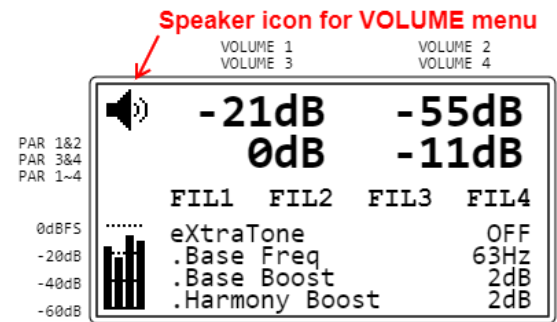 Speaker icon for VOLUME menu
VOLUME 1 VOLUME 2
VOLUME 3 VOLUME 4
-21dB -55dB
0dB -11dB
PAR 1&2
PAR 3&4
PAR 1~4
FIL1 FIL2 FIL3 FIL4
0dBFS
-20dB
-40dB
-60dB
eXtraTone OFF
.Base Freq 63Hz
.Base Boost 2dB
.Harmony Boost 2dB